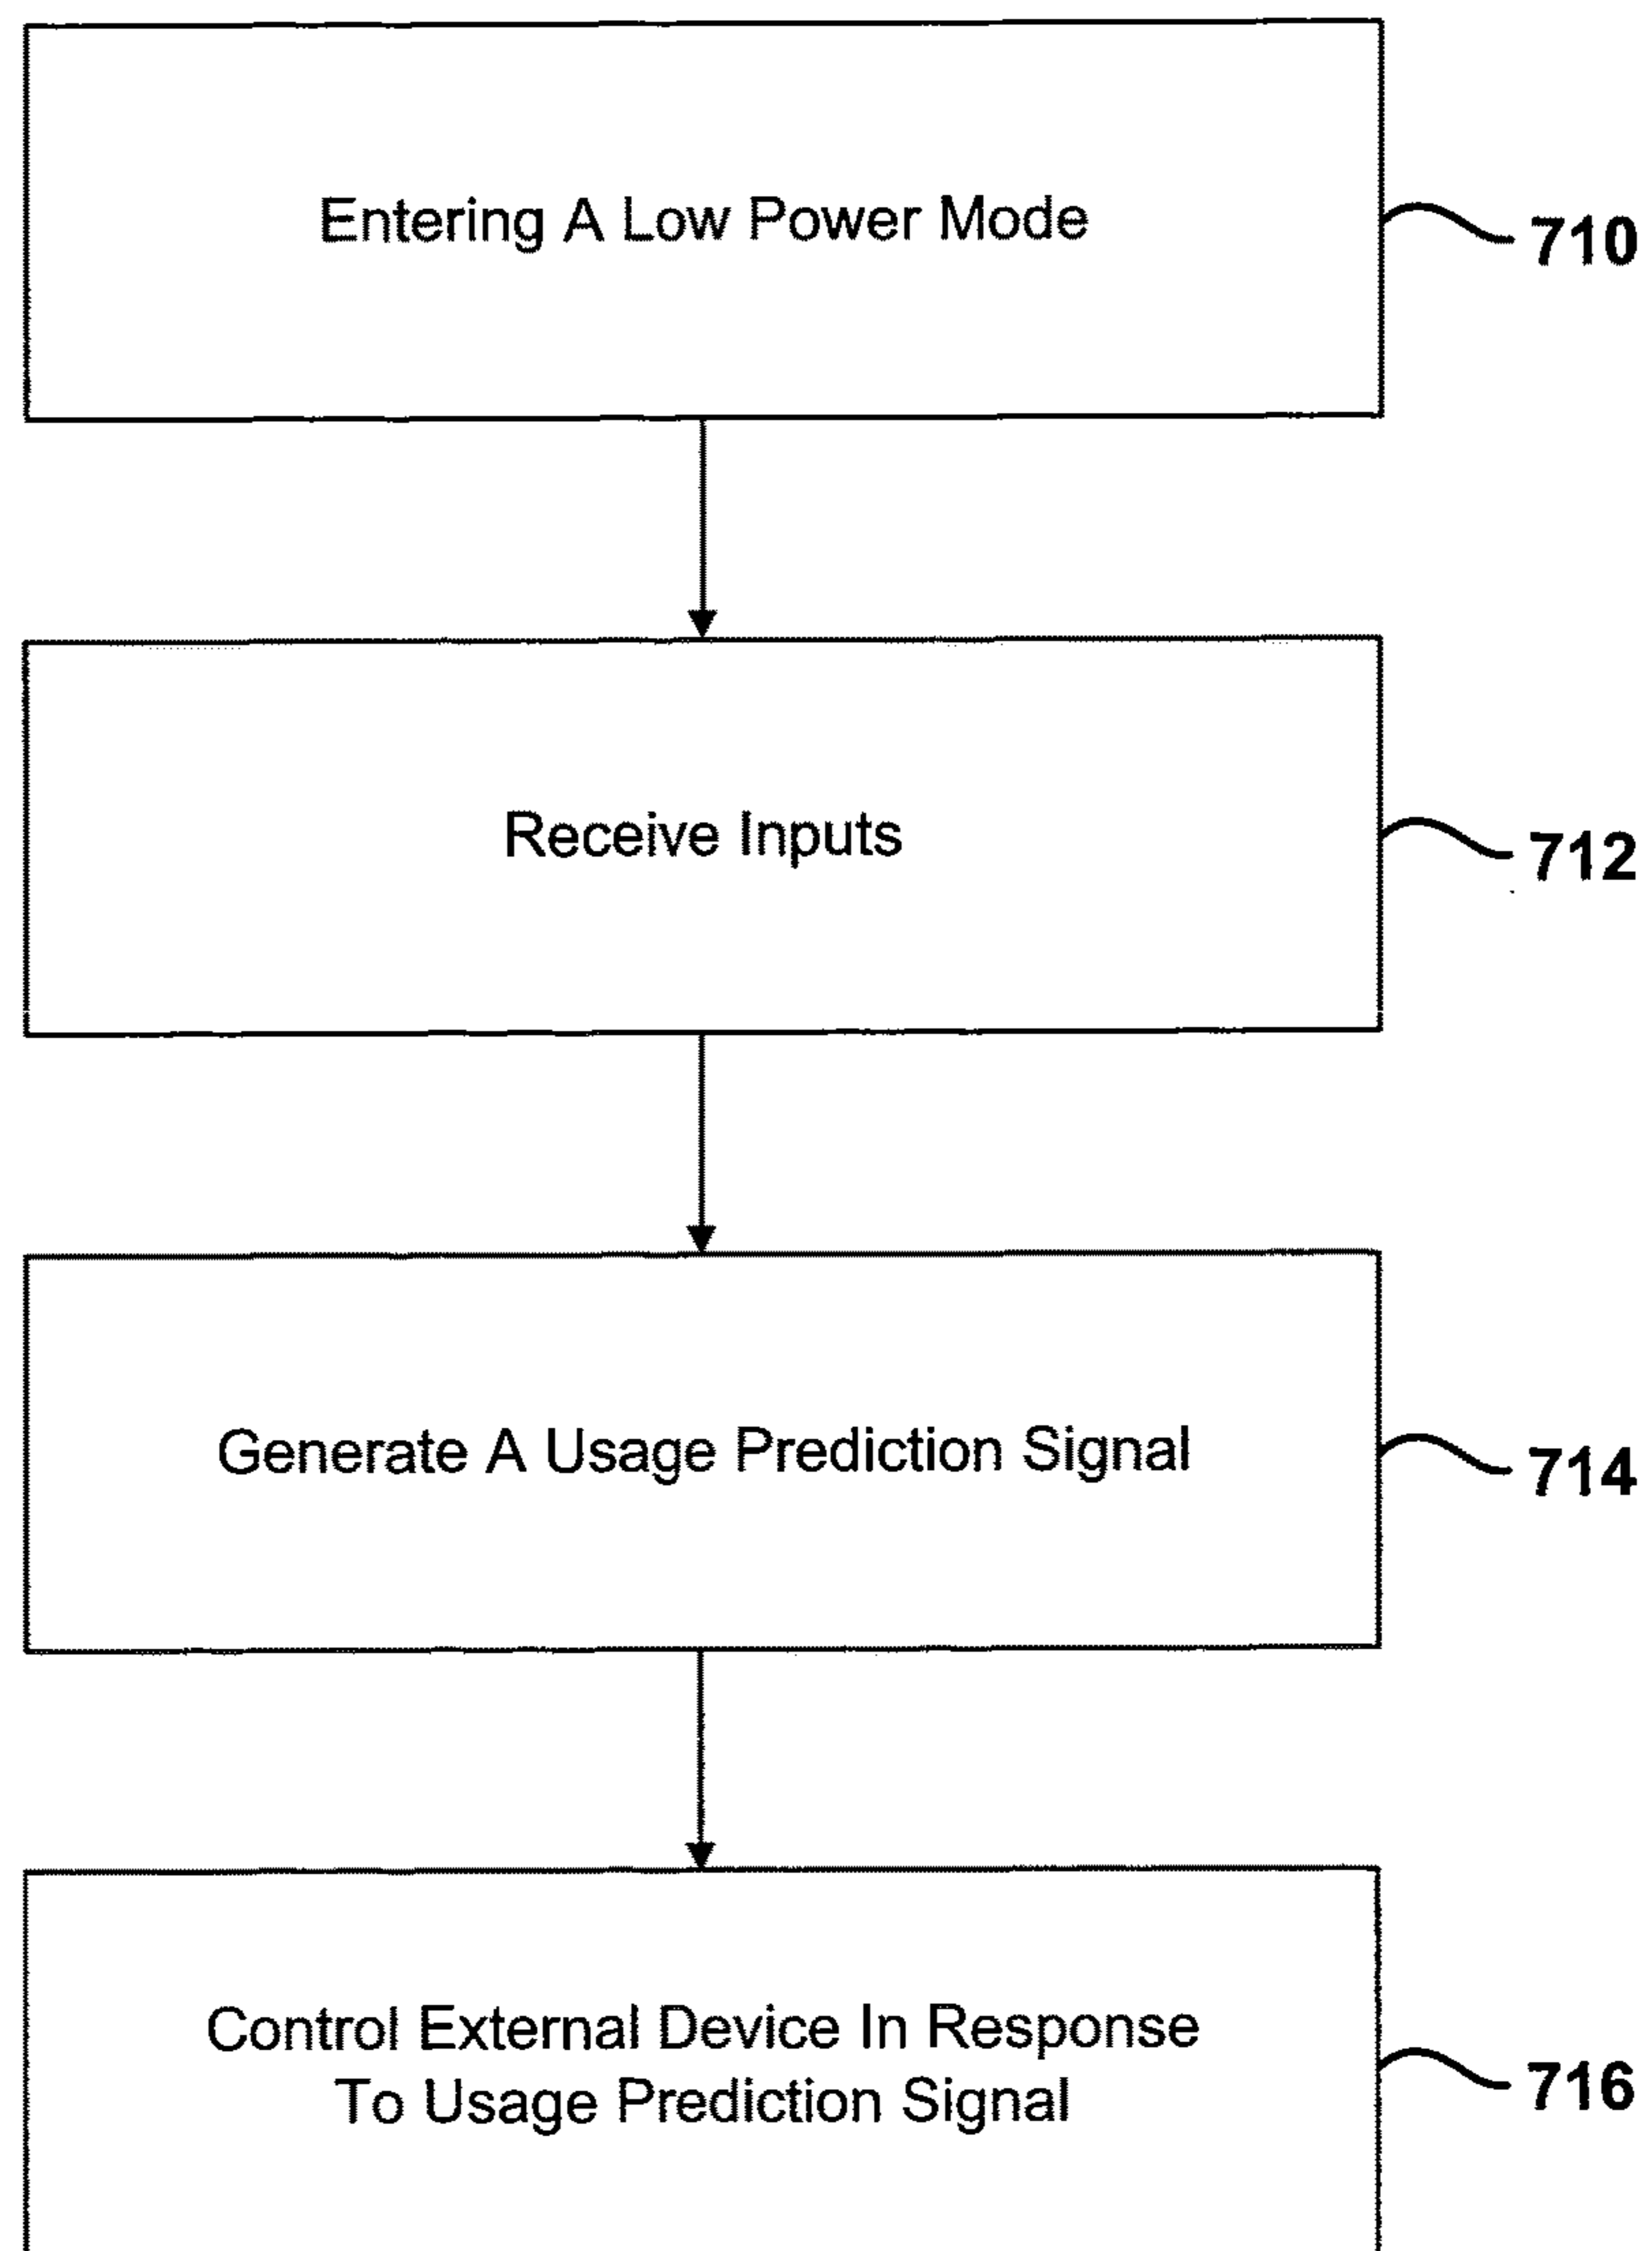 Entering A Low Power Mode
710
Receive Inputs
712
Generate A Usage Prediction Signal
714
Control External Device In Response
To Usage Prediction Signal
716